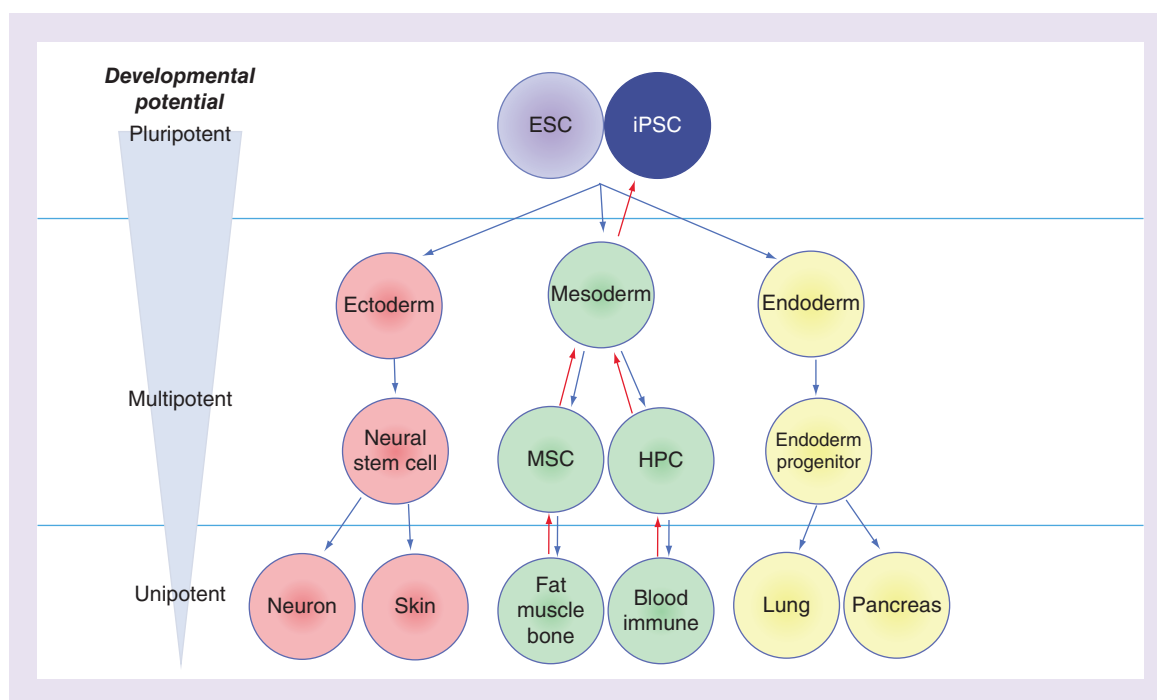 Developmental
potential
Pluripotent
ESC
iPSC
Ectoderm
Mesoderm
Endoderm
Multipotent
Neural
stem cell
MSC
HPC
Endoderm
progenitor
Unipotent
Neuron
Skin
Fat
muscle
bone
Blood
immune
Lung
Pancreas